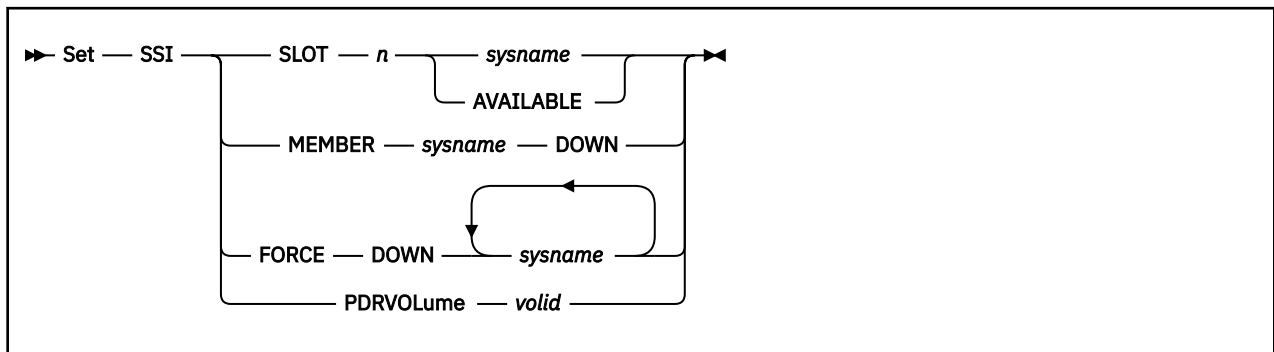 Set SSI SLOT n sysname
AVAILABLE
MEMBER sysname DOWN
FORCE DOWN sysname
PDRVOLume volid